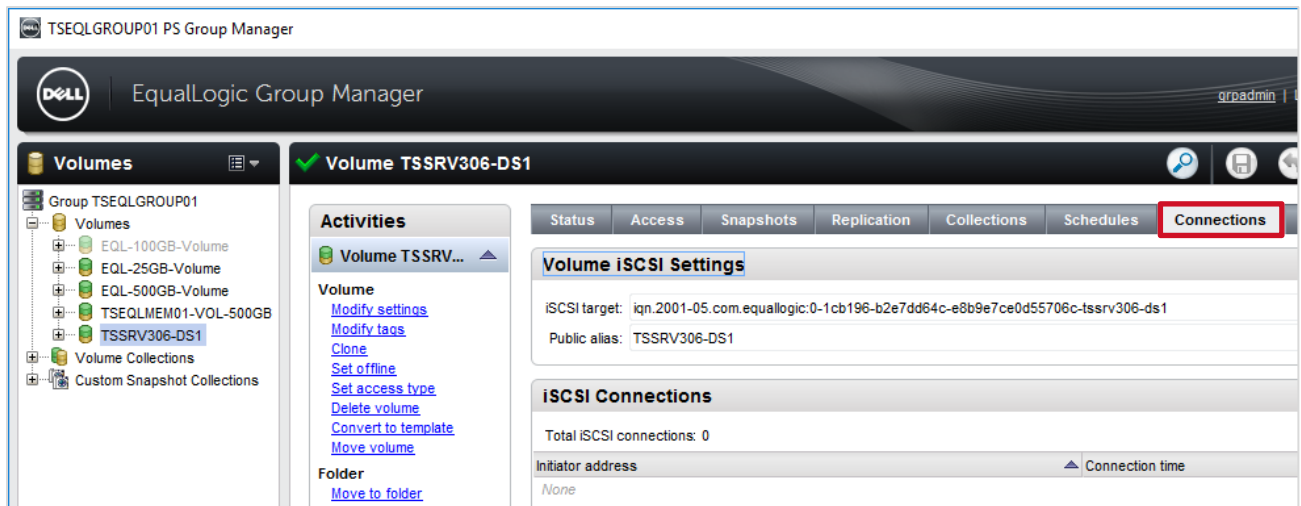 TSEQLGROUP01 PS Group Manager
DELL
EqualLogic Group Manager
grpadmin
Volumes
Group TSEQLGROUP01
Volumes
EQL-100GB-Volume
EQL-25GB-Volume
EQL-500GB-Volume
TSEQLMEM01-VOL-500GB
TSSRV306-DS1
Volume Collections
Custom Snapshot Collections
Volume TSSRV306-DS1
Activities
Volume TSSRV...
Volume
Modify settings
Modify tags
Clone
Set offline
Set access type
Delete volume
Convert to template
Move volume
Folder
Move to folder
Status Access Snapshots Replication Collections Schedules Connections
Volume iSCSI Settings
iSCSI target: iqn.2001-05.com.equallogic:0-1cb196-b2e7dd64c-e8b9e7ce0d55706c-tssrv306-ds1
Public alias: TSSRV306-DS1
iSCSI Connections
Total iSCSI connections: 0
Initiator address Connection time
None